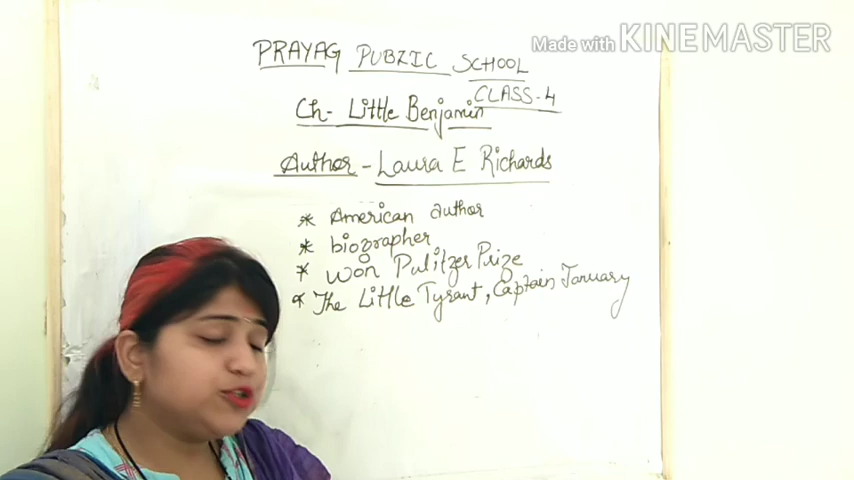 Made with KINEMASTER
PRAYAG PUBLIC SCHOOL
CLASS-4
Ch- Little Benjamin
Author - Laura E Richards
* American author
* biographer
* won Pulitzer Prize
* The Little Tyrant, Captain January